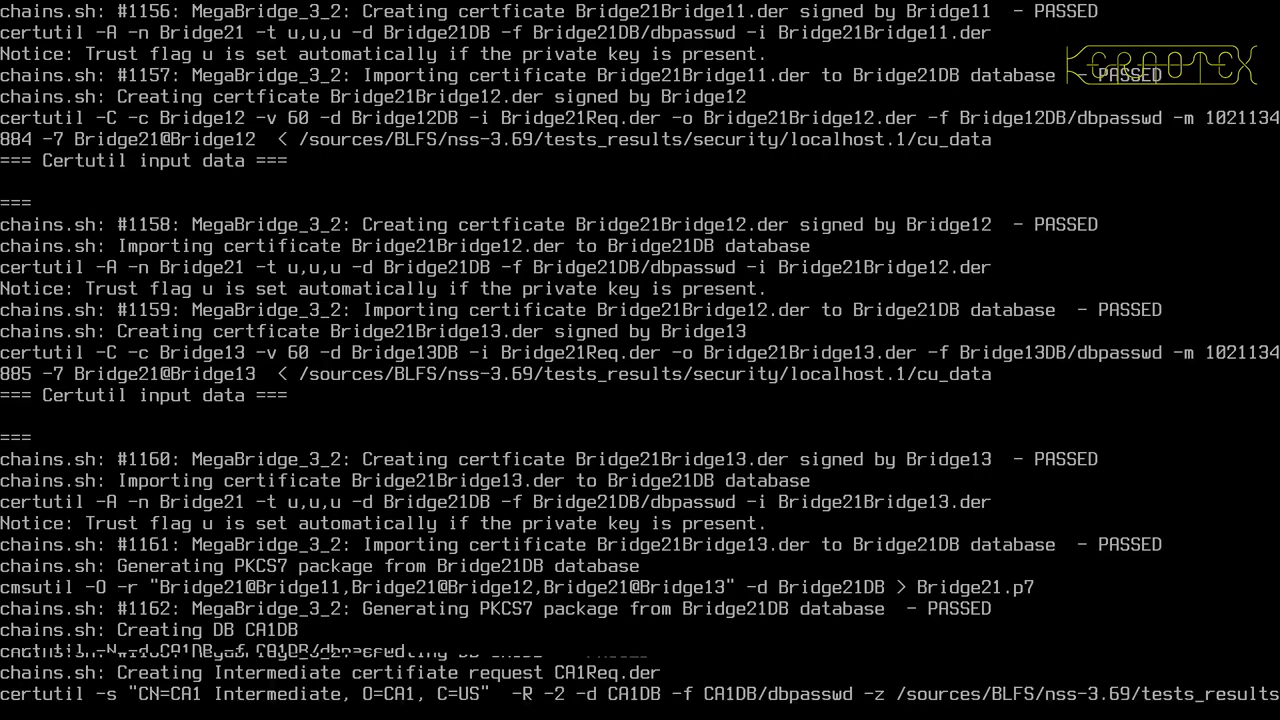 chains.sh: #1156: MegaBridge_3_2: Creating certficate Bridge21Bridge11.der signed by Bridge11  - PASSED
certutil -A -n Bridge21 -t u,u,u -d Bridge21DB -f Bridge21DB/dbpasswd -i Bridge21Bridge11.der
Notice: Trust flag u is set automatically if the private key is present.
KERAOTEX
chains.sh: #1157: MegaBridge_3_2: Importing certificate Bridge21Bridge11.der to Bridge21DB database  - PASSED
chains.sh: Creating certficate Bridge21Bridge12.der signed by Bridge12
certutil -C -c Bridge12 -v 60 -d Bridge12DB -i Bridge21Req.der -o Bridge21Bridge12.der -f Bridge12DB/dbpasswd -m 1021134
884 -7 Bridge21@Bridge12  < /sources/BLFS/nss-3.69/tests_results/security/localhost.1/cu_data
=== Certutil input data ===
===
chains.sh: #1158: MegaBridge_3_2: Creating certficate Bridge21Bridge12.der signed by Bridge12  - PASSED
chains.sh: Importing certificate Bridge21Bridge12.der to Bridge21DB database
certutil -A -n Bridge21 -t u,u,u -d Bridge21DB -f Bridge21DB/dbpasswd -i Bridge21Bridge12.der
Notice: Trust flag u is set automatically if the private key is present.
chains.sh: #1159: MegaBridge_3_2: Importing certificate Bridge21Bridge12.der to Bridge21DB database  - PASSED
chains.sh: Creating certficate Bridge21Bridge13.der signed by Bridge13
certutil -C -c Bridge13 -v 60 -d Bridge13DB -i Bridge21Req.der -o Bridge21Bridge13.der -f Bridge13DB/dbpasswd -m 1021134
885 -7 Bridge21@Bridge13  < /sources/BLFS/nss-3.69/tests_results/security/localhost.1/cu_data
=== Certutil input data ===
===
chains.sh: #1160: MegaBridge_3_2: Creating certficate Bridge21Bridge13.der signed by Bridge13  - PASSED
chains.sh: Importing certificate Bridge21Bridge13.der to Bridge21DB database
certutil -A -n Bridge21 -t u,u,u -d Bridge21DB -f Bridge21DB/dbpasswd -i Bridge21Bridge13.der
Notice: Trust flag u is set automatically if the private key is present.
chains.sh: #1161: MegaBridge_3_2: Importing certificate Bridge21Bridge13.der to Bridge21DB database  - PASSED
chains.sh: Generating PKCS7 package from Bridge21DB database
cmsutil -O -r "Bridge21@Bridge11,Bridge21@Bridge12,Bridge21@Bridge13" -d Bridge21DB > Bridge21.p7
chains.sh: #1162: MegaBridge_3_2: Generating PKCS7 package from Bridge21DB database  - PASSED
chains.sh: Creating DB CA1DB
certutil -N -d CA1DB -f CA1DB/dbpasswd
chains.sh: Creating Intermediate certifiate request CA1Req.der
certutil -s "CN=CA1 Intermediate, O=CA1, C=US"  -R -2 -d CA1DB -f CA1DB/dbpasswd -z /sources/BLFS/nss-3.69/tests_results